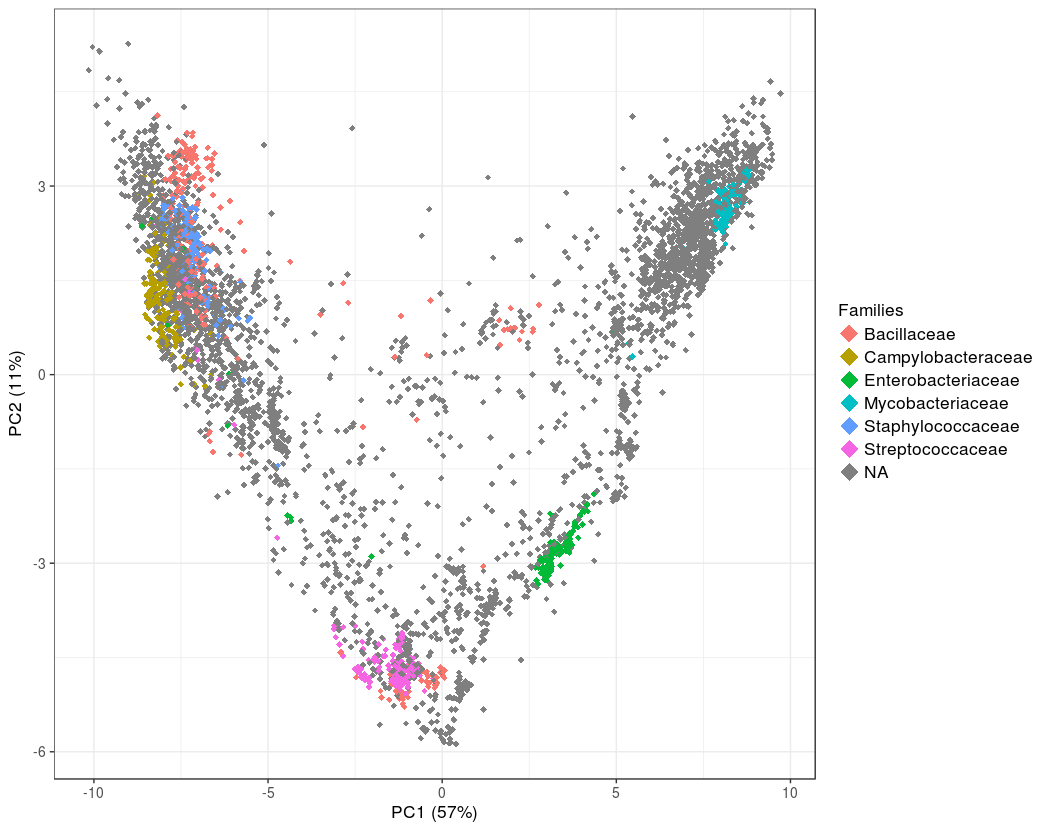 3
0
-3
-6
PC2 (11%)
-10
-5
0
5
10
PC1 (57%)
Families
Bacillaceae
Campylobacteraceae
Enterobacteriaceae
Mycobacteriaceae
Staphylococcaceae
Streptococcaceae
NA